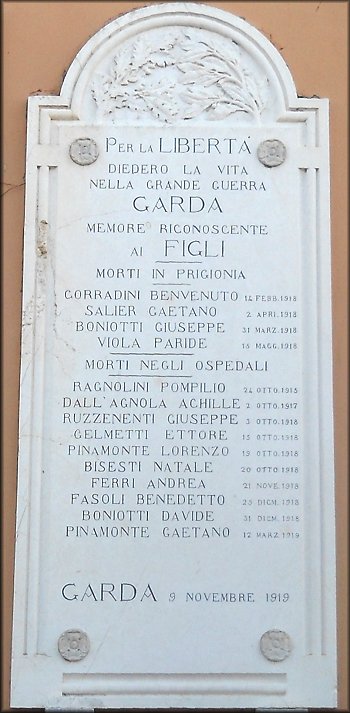 PER LA LIBERTÁ
DIEDERO LA VITA
NELLA GRANDE GUERRA
GARDA
MEMORE RICONOSCENTE
AI FIGLI
MORTI IN PRIGIONIA
CORRADINI BENVENUTO 14 FEBB. 1918
SALIER GAETANO 2 APRI. 1918
BONIOTTI GIUSEPPE 31 MARZ. 1918
VIOLA PARIDE 15 MAGG. 1918
MORTI NEGLI OSPEDALI
RAGNOLINI POMPILIO 24 OTTO. 1915
DALL'AGNOLA ACHILLE 2 OTTO. 1917
RUZZENENTI GIUSEPPE 3 OTTO. 1918
GELMETTI ETTORE 15 OTTO. 1918
PINAMONTE LORENZO 19 OTTO. 1918
BISESTI NATALE 20 OTTO. 1918
FERRI ANDREA 21 NOVE. 1918
FASOLI BENEDETTO 25 DICM. 1918
BONIOTTI DAVIDE 31 DICM. 1918
PINAMONTE GAETANO 12 MARZ. 1919
GARDA 9 NOVEMBRE 1919